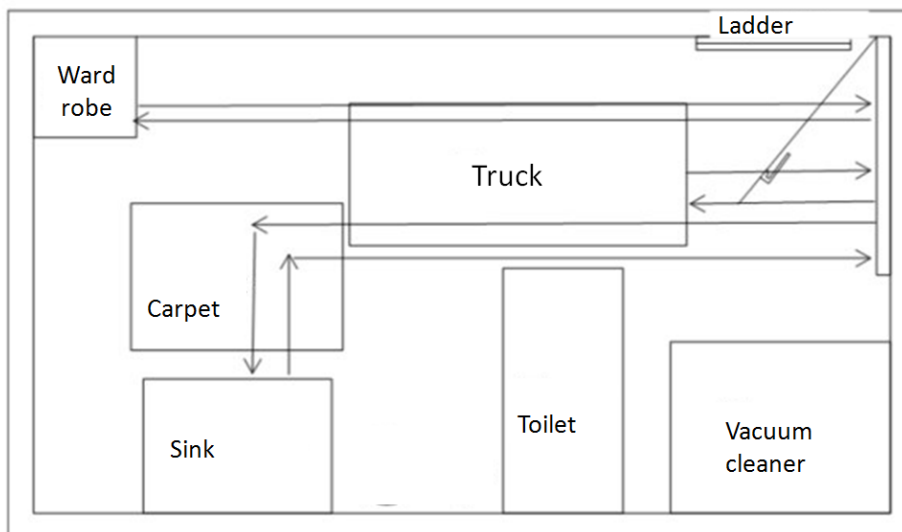 Ladder
Ward
robe
Truck
Carpet
Sink
Toilet
Vacuum
cleaner